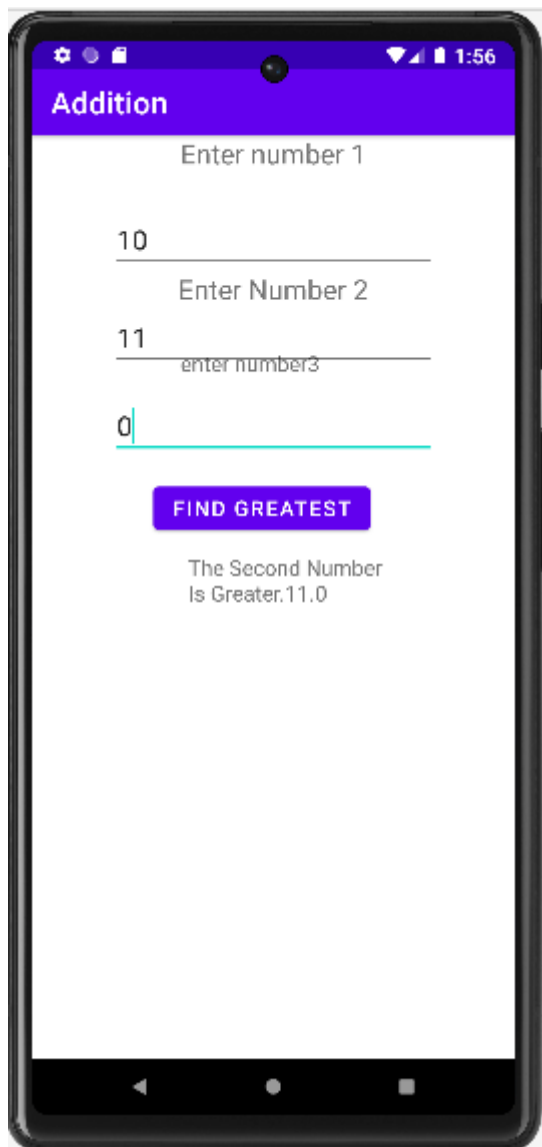 1:56
Addition
Enter number 1
10
Enter Number 2
11
enter number3
0
FIND GREATEST
The Second Number
Is Greater.11.0